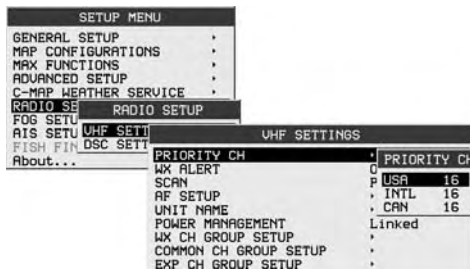 SETUP MENU
GENERAL SETUP
MAP CONFIGURATIONS
MAX FUNCTIONS
ADVANCED SETUP
C-MAP WEATHER SERVICE
RADIO SE
FOG SETU
AIS SETU
FISH FIN
About...
RADIO SETUP
VHF SETT
DSC SETT
VHF SETTINGS
PRIORITY CH
WX ALERT O
SCAN P
AF SETUP
UNIT NAME
POWER MANAGEMENT Linked
WX CH GROUP SETUP
COMMON CH GROUP SETUP
EXP CH GROUP SETUP
PRIORITY CH
USA 16
INTL 16
CAN 16